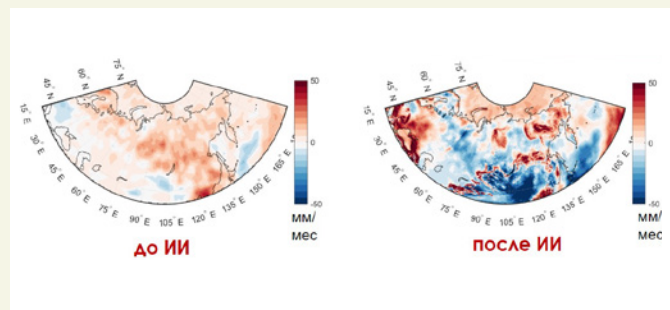 75° N
60° N
45° N
15° E
30° E
45° E
60° E
75° E
90° E
105° E
120° E
135° E
150° E
165° E
50
0
-50
мм/
мес
до ИИ
75° N
60° N
45° N
15° E
30° E
45° E
60° E
75° E
90° E
105° E
120° E
135° E
150° E
165° E
50
0
-50
мм/
мес
после ИИ